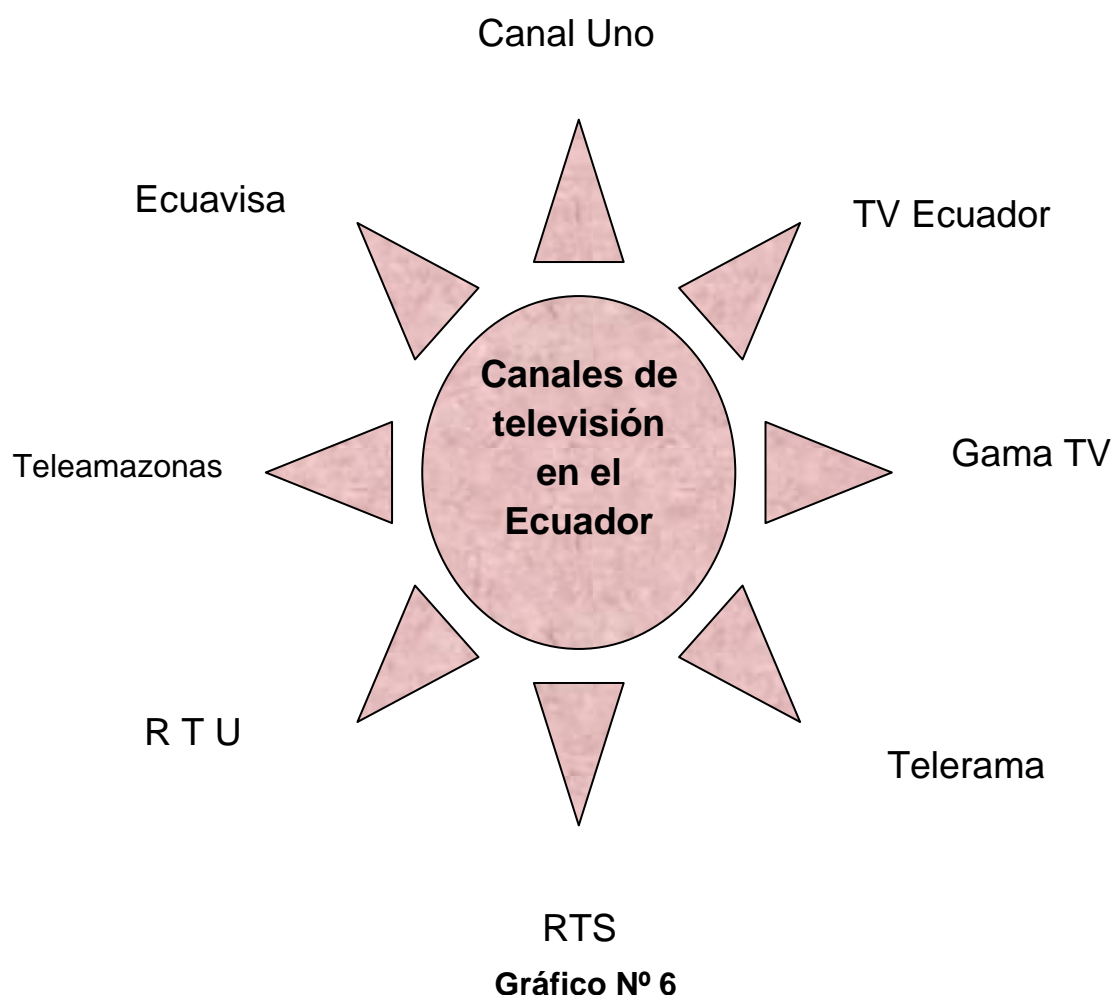 Canal Uno
Ecuavisa
TV Ecuador
Canales de
televisión
en el
Ecuador
Teleamazonas
Gama TV
R T U
Telerama
RTS
Gráfico Nº 6